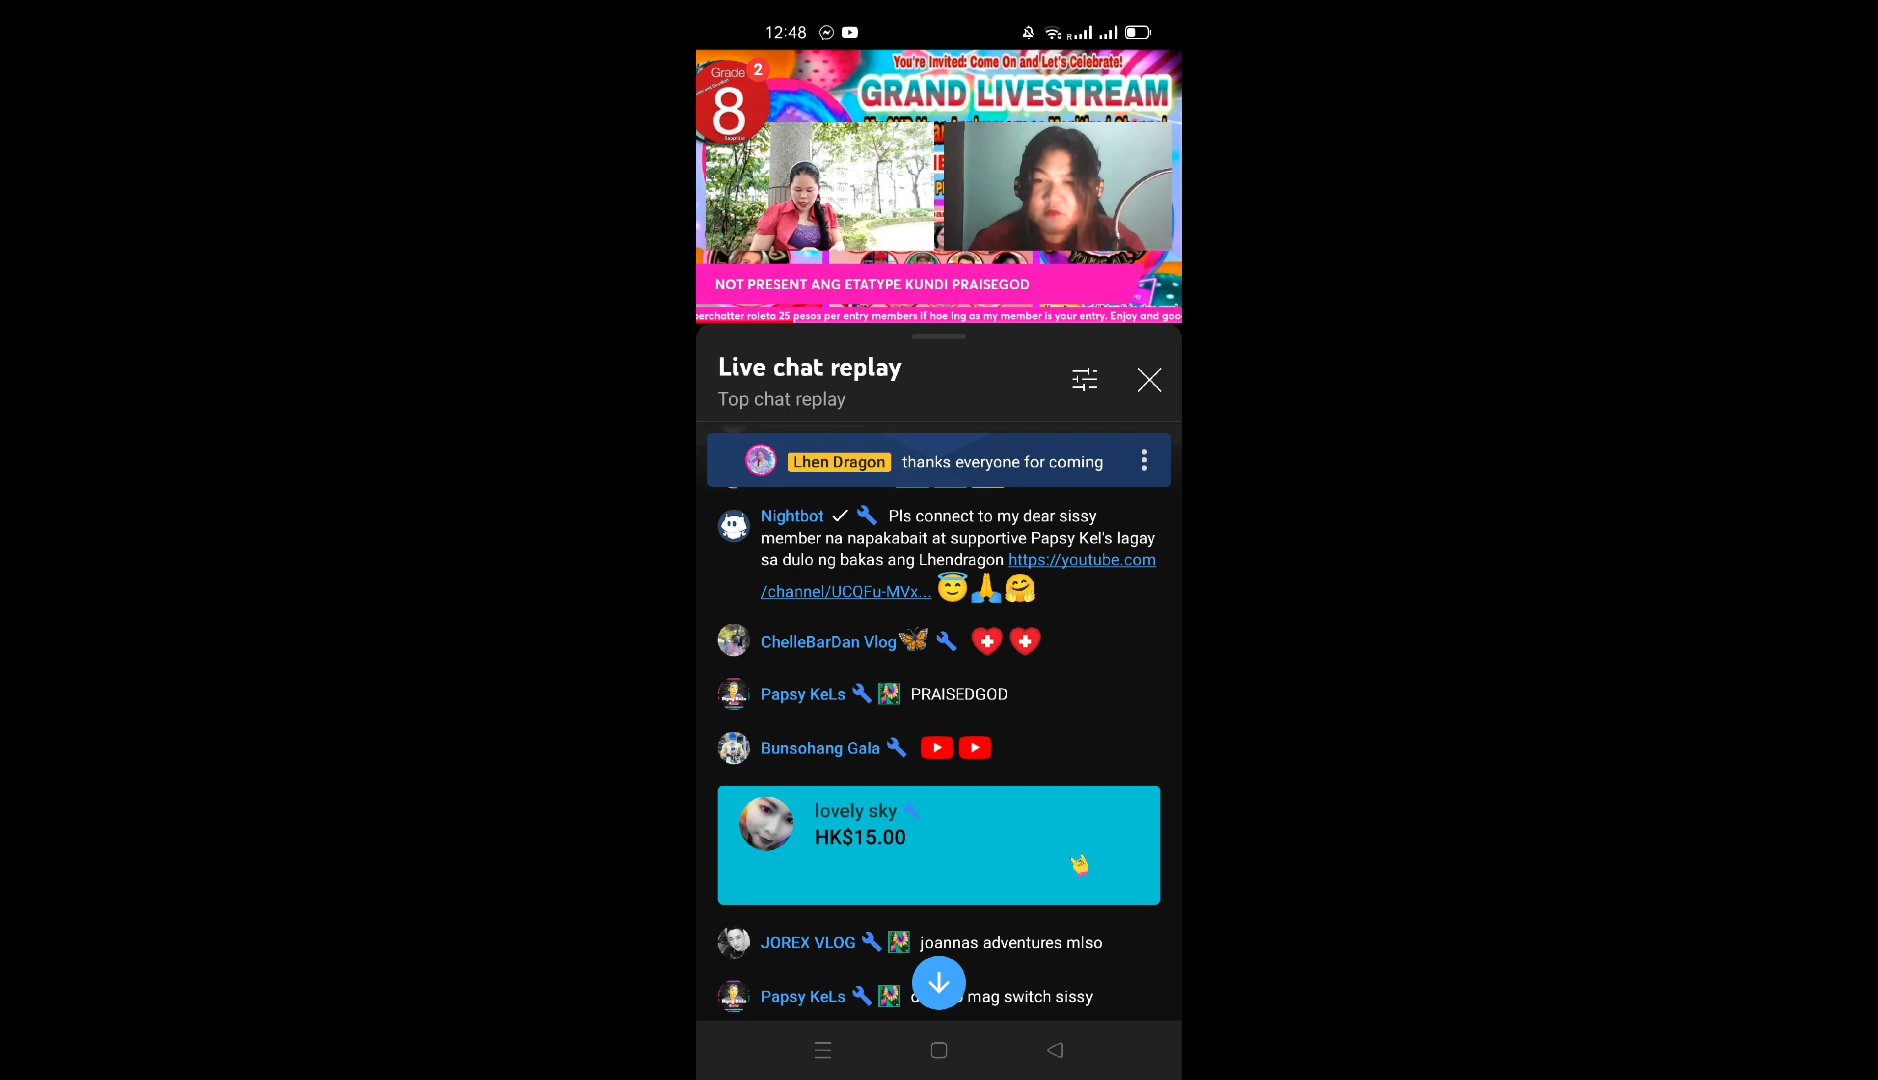 12:48
You're Invited: Come On and Let's Celebrate!
GRAND LIVESTREAM
Grade 2
8
Sapphire
NOT PRESENT ANG ETATYPE KUNDI PRAISEGOD
perchatter roleta 25 pesos per entry members if hoe lng as my member is your entry. Enjoy and goo
Live chat replay
Top chat replay
Lhen Dragon thanks everyone for coming
Nightbot Pls connect to my dear sissy
member na napakabait at supportive Papsy Kel's lagay
sa dulo ng bakas ang Lhendragon https://youtube.com
/channel/UCQFu-MVx... 😇🙏🤗
ChelleBarDan Vlog🦋
Papsy KeLs PRAISEDGOD
Bunsohang Gala
lovely sky
HK$15.00
JOREX VLOG joannas adventures mlso
Papsy KeLs mag switch sissy